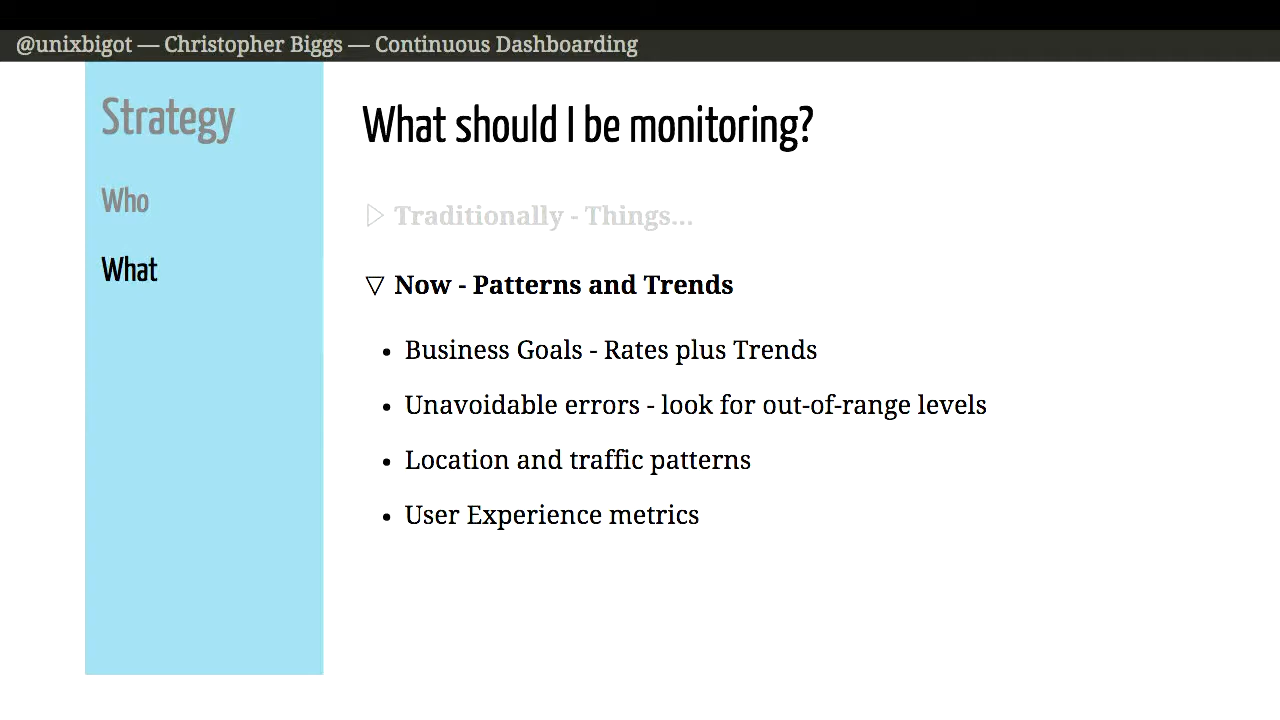 @unixbigot — Christopher Biggs — Continuous Dashboarding
Strategy
Who
What
What should I be monitoring?
▷ Traditionally - Things...
▽ Now - Patterns and Trends
• Business Goals - Rates plus Trends
• Unavoidable errors - look for out-of-range levels
• Location and traffic patterns
• User Experience metrics